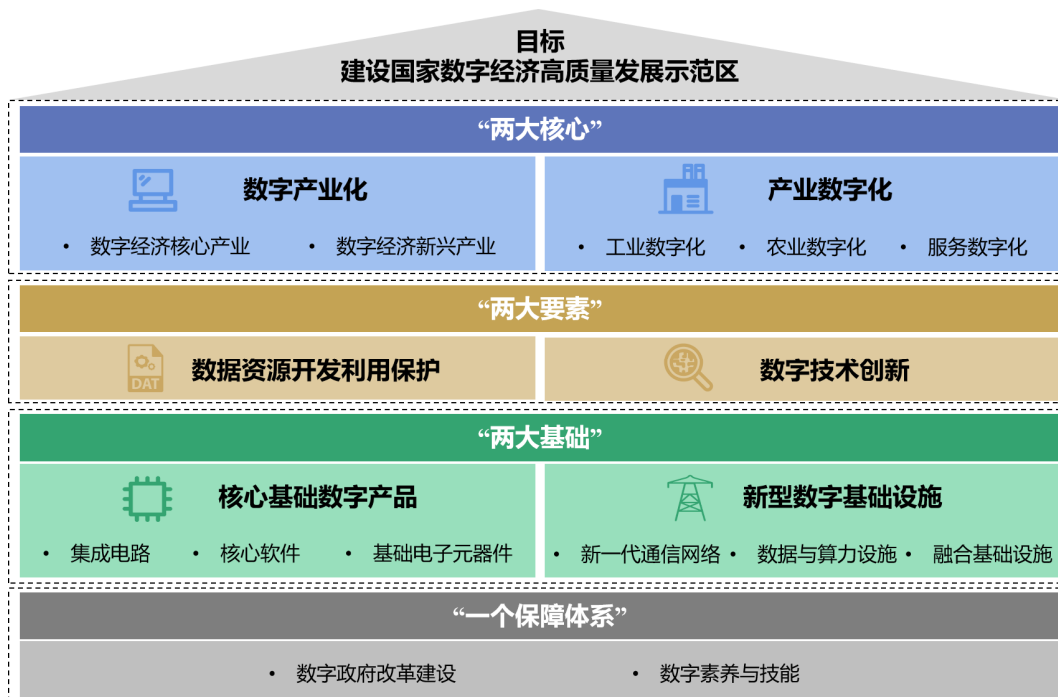 目标
建设国家数字经济高质量发展示范区
“两大核心”
数字产业化
• 数字经济核心产业 • 数字经济新兴产业
产业数字化
• 工业数字化 • 农业数字化 • 服务数字化
“两大要素”
DAT
数据资源开发利用保护
数字技术创新
“两大基础”
核心基础数字产品
• 集成电路 • 核心软件 • 基础电子元器件
新型数字基础设施
• 新一代通信网络 • 数据与算力设施 • 融合基础设施
“一个保障体系”
• 数字政府改革建设 • 数字素养与技能